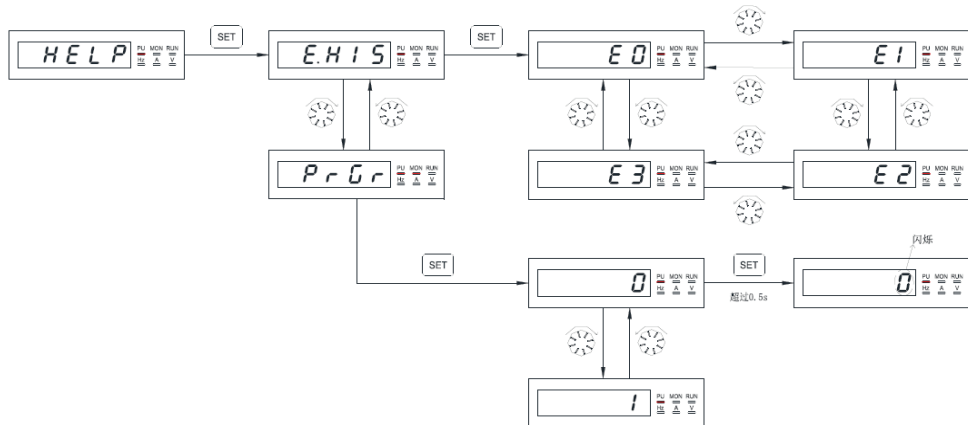 SET SET
HELP PU MON RUN Hz A V E.HIS PU MON RUN Hz A V E0 PU MON RUN Hz A V E1 PU MON RUN Hz A V
PrGr PU MON RUN Hz A V E3 PU MON RUN Hz A V E2 PU MON RUN Hz A V
闪烁
SET SET
0 PU MON RUN Hz A V 0 PU MON RUN Hz A V
超过0.5s
1 PU MON RUN Hz A V